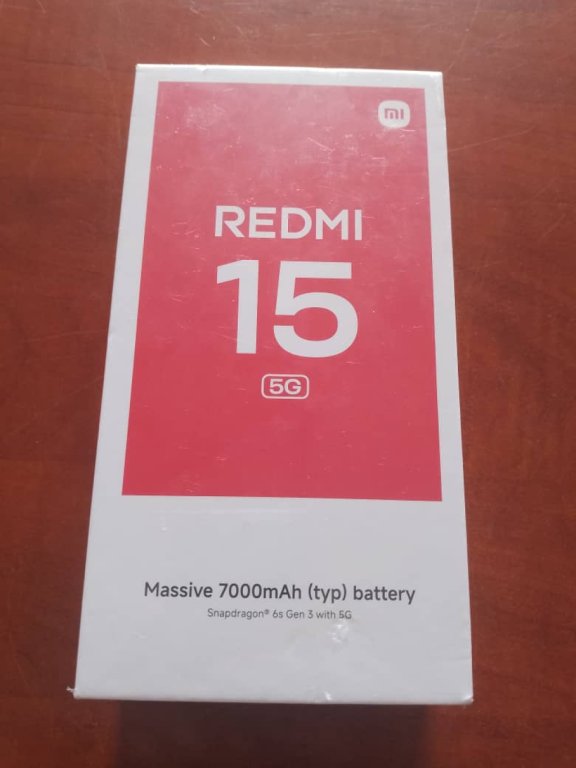 mi
REDMI
15
5G
Massive 7000mAh (typ) battery
Snapdragon® 6s Gen 3 with 5G